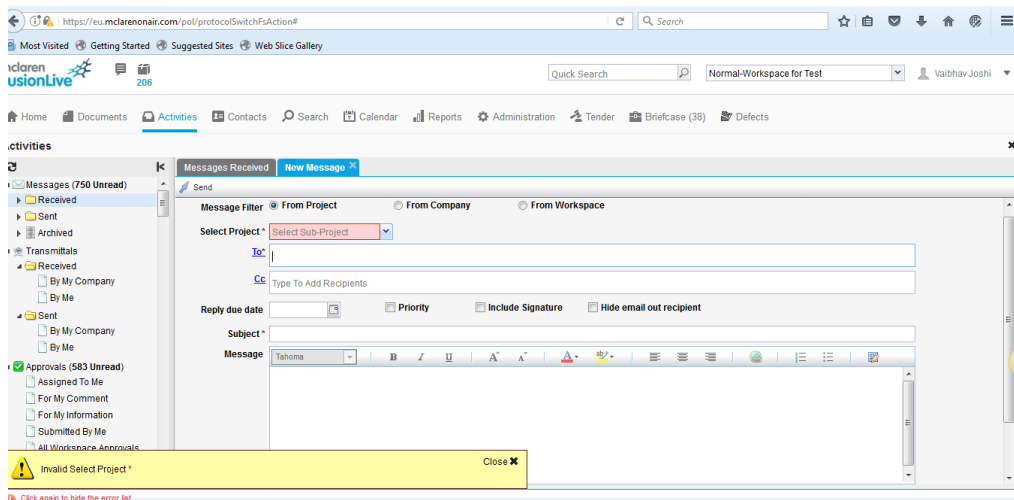 https://eu.mclarenonair.com/pol/protocolSwitchFsAction#
Search
Most Visited Getting Started Suggested Sites Web Slice Gallery
nclaren
usionLive
206
Quick Search
Normal-Workspace for Test
Vaibhav Joshi
Home Documents Activities Contacts Search Calendar Reports Administration Tender Briefcase (38) Defects
Activities
Messages Received New Message
Send
Messages (750 Unread)
Received
Sent
Archived
Transmittals
Received
By My Company
By Me
Sent
By My Company
By Me
Approvals (583 Unread)
Assigned To Me
For My Comment
For My Information
Submitted By Me
All Workspace Approvals
Message Filter From Project From Company From Workspace
Select Project * Select Sub-Project
To*
Cc Type To Add Recipients
Reply due date Priority Include Signature Hide email out recipient
Subject *
Message Tahoma B I U A A A ab
Invalid Select Project *
Close
Click again to hide the error list